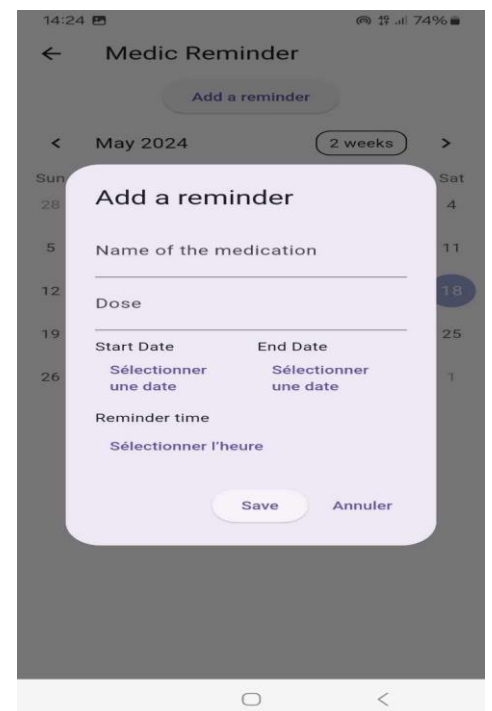 14:24 74%
Medic Reminder
Add a reminder
< May 2024 2 weeks >
Sun Sat
28 4
5 11
12 18
19 25
26 1
Add a reminder
Name of the medication
Dose
Start Date End Date
Sélectionner Sélectionner
une date une date
Reminder time
Sélectionner l'heure
Save Annuler